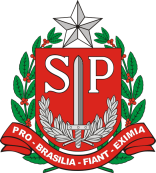 SP
PRO · BRASILIA · FIANT · EXIMIA